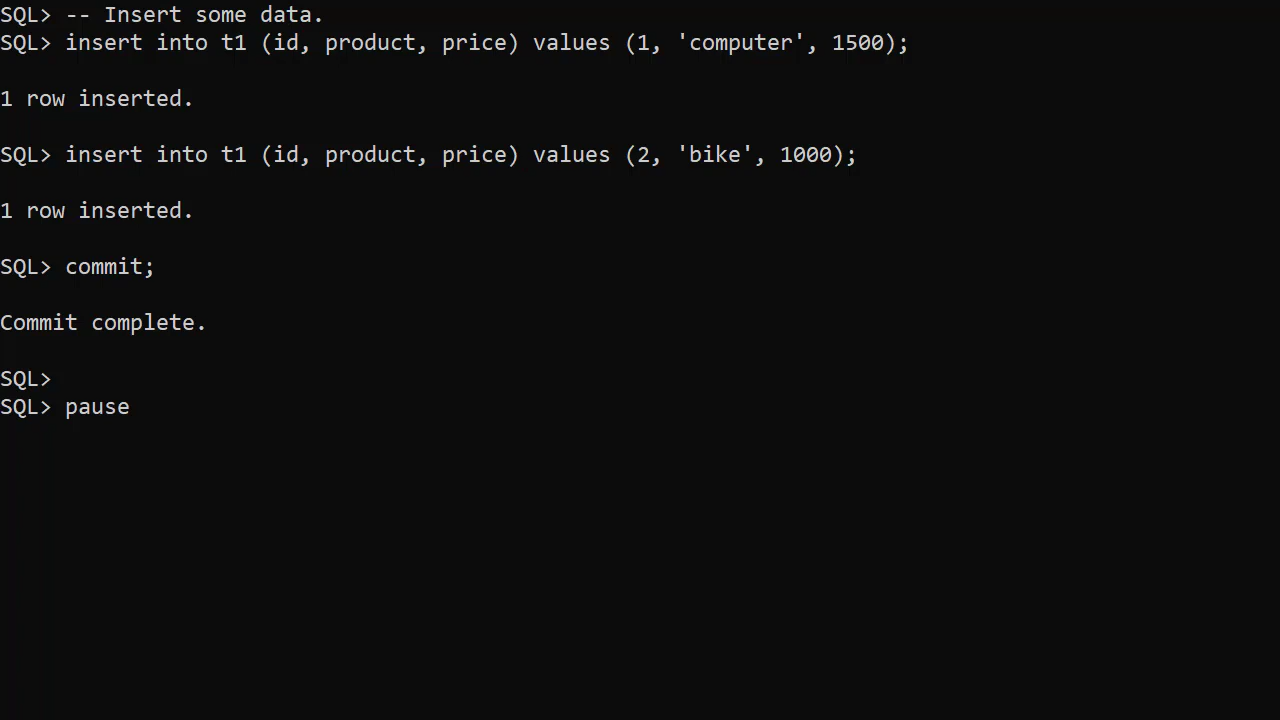 SQL> -- Insert some data.
SQL> insert into t1 (id, product, price) values (1, 'computer', 1500);
1 row inserted.
SQL> insert into t1 (id, product, price) values (2, 'bike', 1000);
1 row inserted.
SQL> commit;
Commit complete.
SQL>
SQL> pause